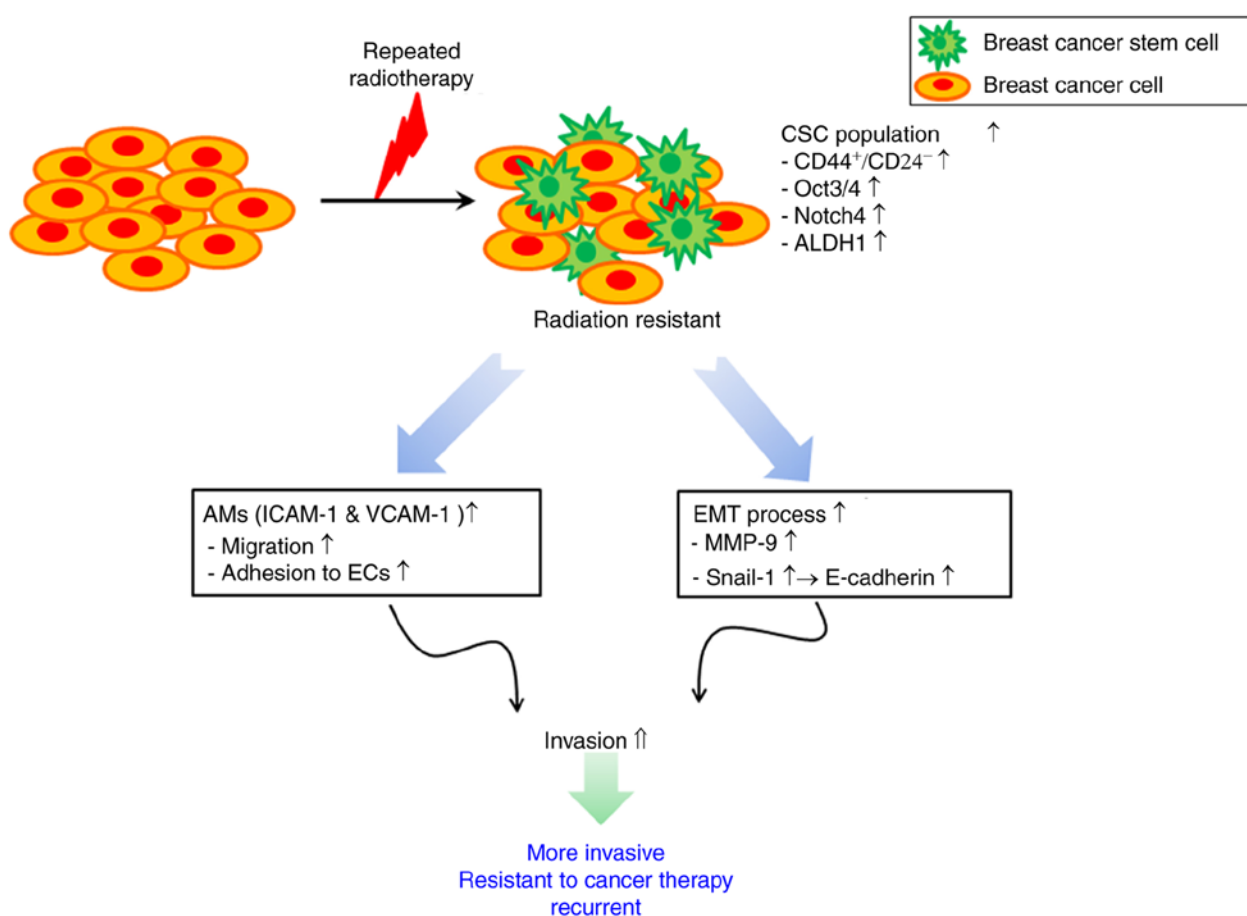 Repeated
radiotherapy
Breast cancer stem cell
Breast cancer cell
CSC population ↑
- CD44⁺/CD24⁻ ↑
- Oct3/4 ↑
- Notch4 ↑
- ALDH1 ↑
Radiation resistant
AMs (ICAM-1 & VCAM-1 )↑
- Migration ↑
- Adhesion to ECs ↑
EMT process ↑
- MMP-9 ↑
- Snail-1 ↑→ E-cadherin ↑
Invasion ⇑
More invasive
Resistant to cancer therapy
recurrent